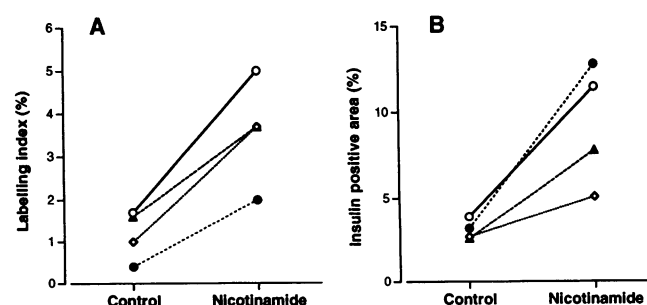 A
Labelling index (%)
6
5
4
3
2
1
0
Control Nicotinamide
B
Insulin positive area (%)
15
10
5
0
Control Nicotinamide